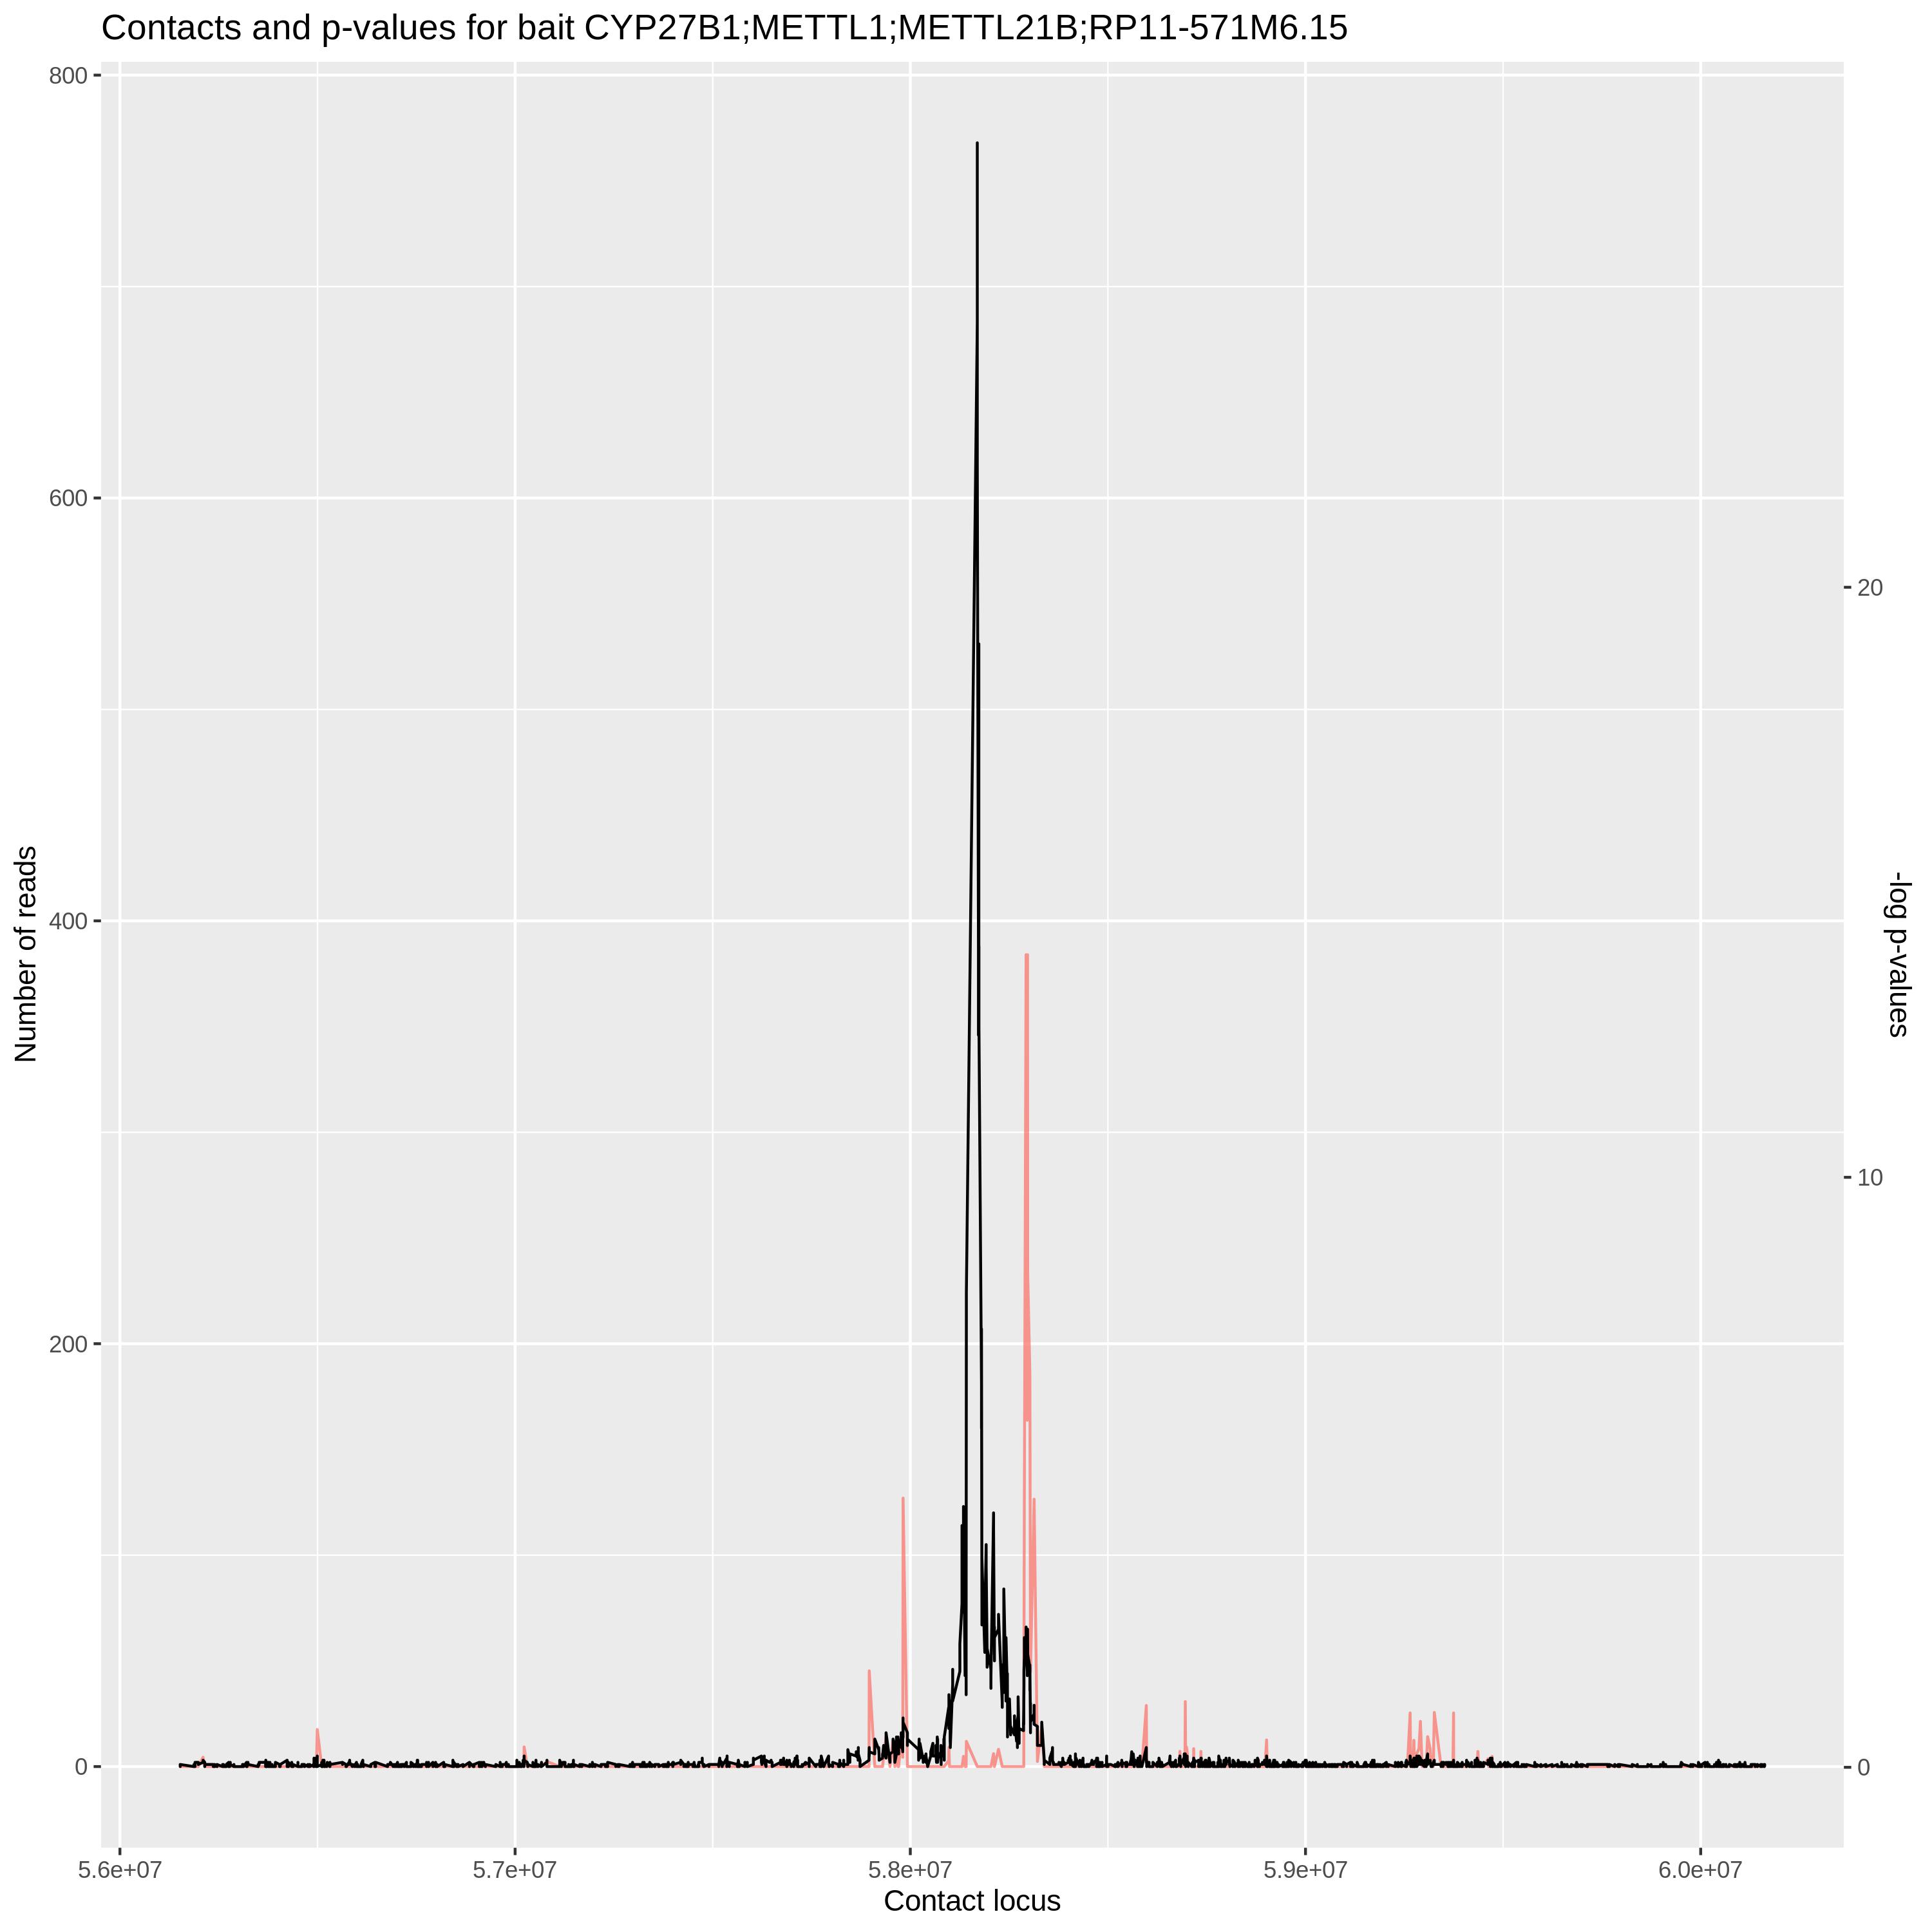 Contacts and p-values for bait CYP27B1;METTL1;METTL21B;RP11-571M6.15
800
600
400
200
0
Number of reads
20
10
0
-log p-values
5.6e+07
5.7e+07
5.8e+07
5.9e+07
6.0e+07
Contact locus